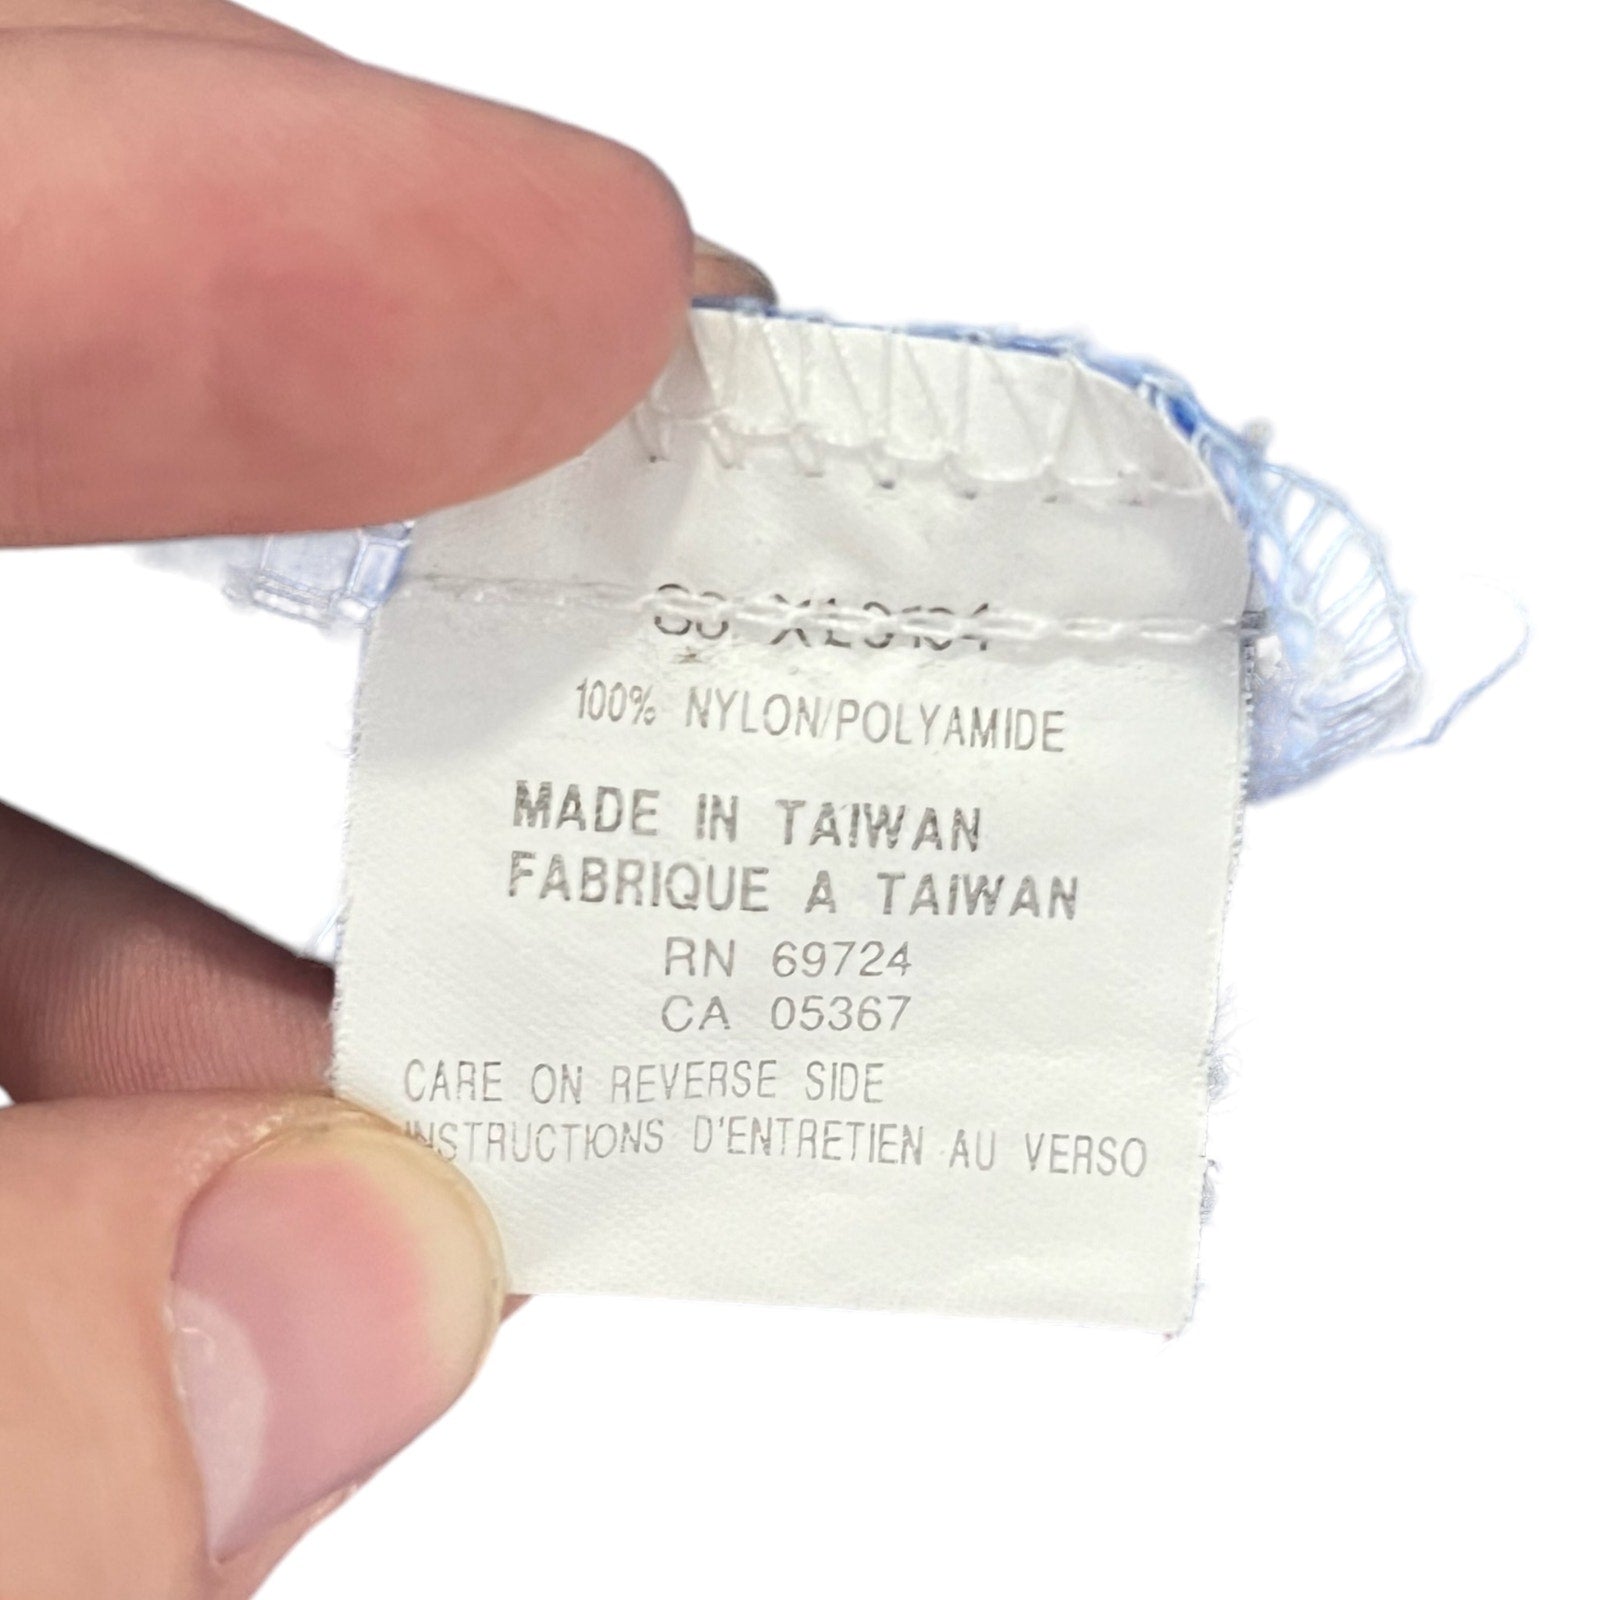 100% NYLON/POLYAMIDE
MADE IN TAIWAN
FABRIQUE A TAIWAN
RN 69724
CA 05367
CARE ON REVERSE SIDE
INSTRUCTIONS D'ENTRETIEN AU VERSO